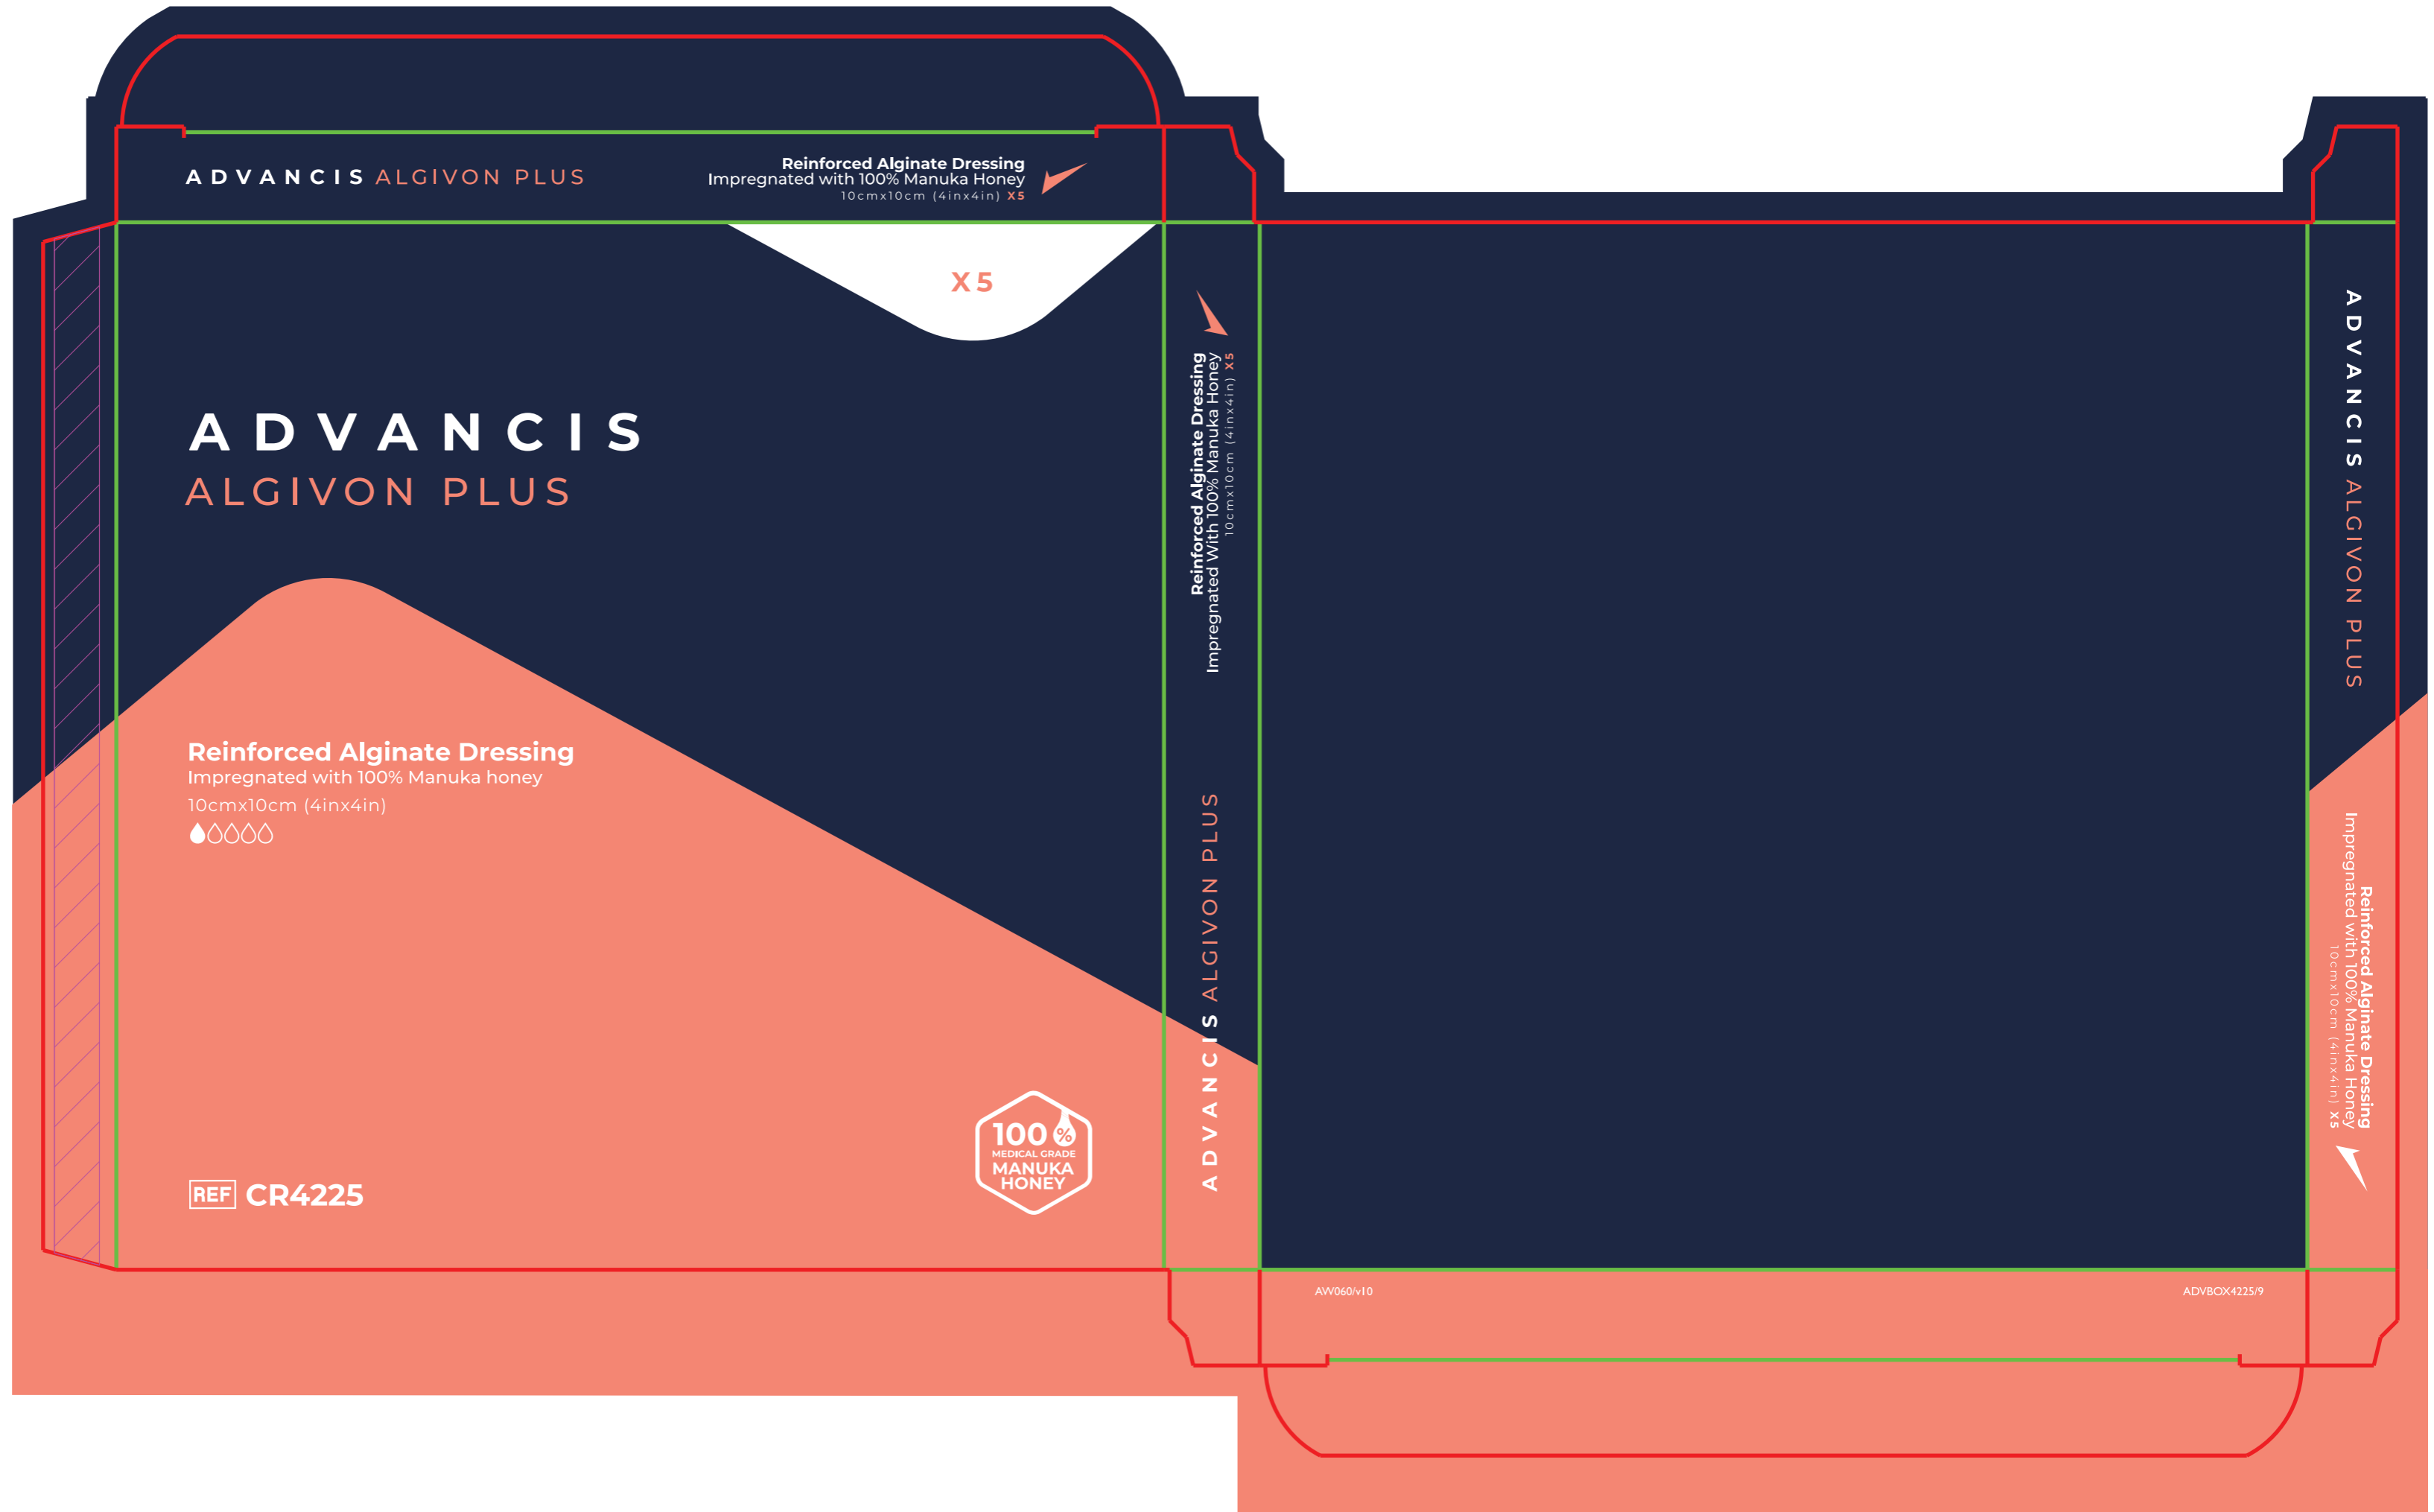 ADVANCIS ALGIVON PLUS
Reinforced Alginate Dressing
Impregnated with 100% Manuka Honey
10cmx10cm (4inx4in) X5
X5
ADVANCIS
ALGIVON PLUS
Reinforced Alginate Dressing
Impregnated with 100% Manuka honey
10cmx10cm (4inx4in)
REF CR4225
100%
MEDICAL GRADE
MANUKA
HONEY
ADVANCIS ALGIVON PLUS
Reinforced Alginate Dressing
Impregnated With 100% Manuka Honey
10cmx10cm (4inx4in) X5
ADVANCIS ALGIVON PLUS
Reinforced Alginate Dressing
Impregnated with 100% Manuka Honey
10cmx10cm (4inx4in) X5
AW060/v10
ADVBOX4225/9